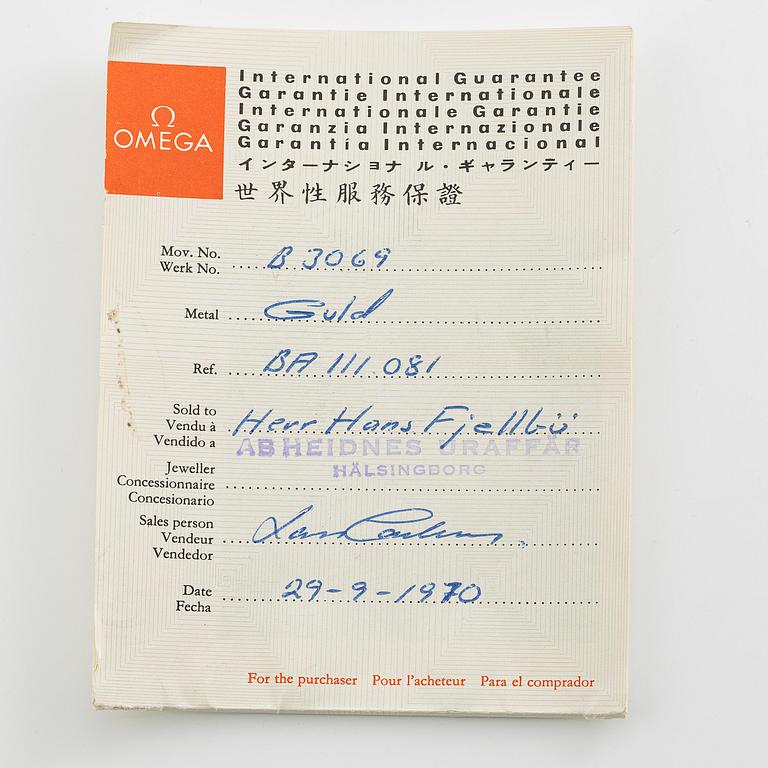 Ω
OMEGA
International Guarantee
Garantie Internationale
Internationale Garantie
Garanzia Internazionale
Garantía Internacional
インターナショナル・ギャランティー
世界性服務保證
Mov. No. B 3069
Werk No.
Metal Guld
Ref. BA 111 081
Sold to Herr Hans Fjellbü
Vendu à
Vendido a AB HEIDNES URAFFÄR
HÄLSINGBORG
Jeweller
Concessionnaire
Concesionario
Sales person
Vendeur
Vendedor
Date 29-9-1970
Fecha
For the purchaser Pour l'acheteur Para el comprador